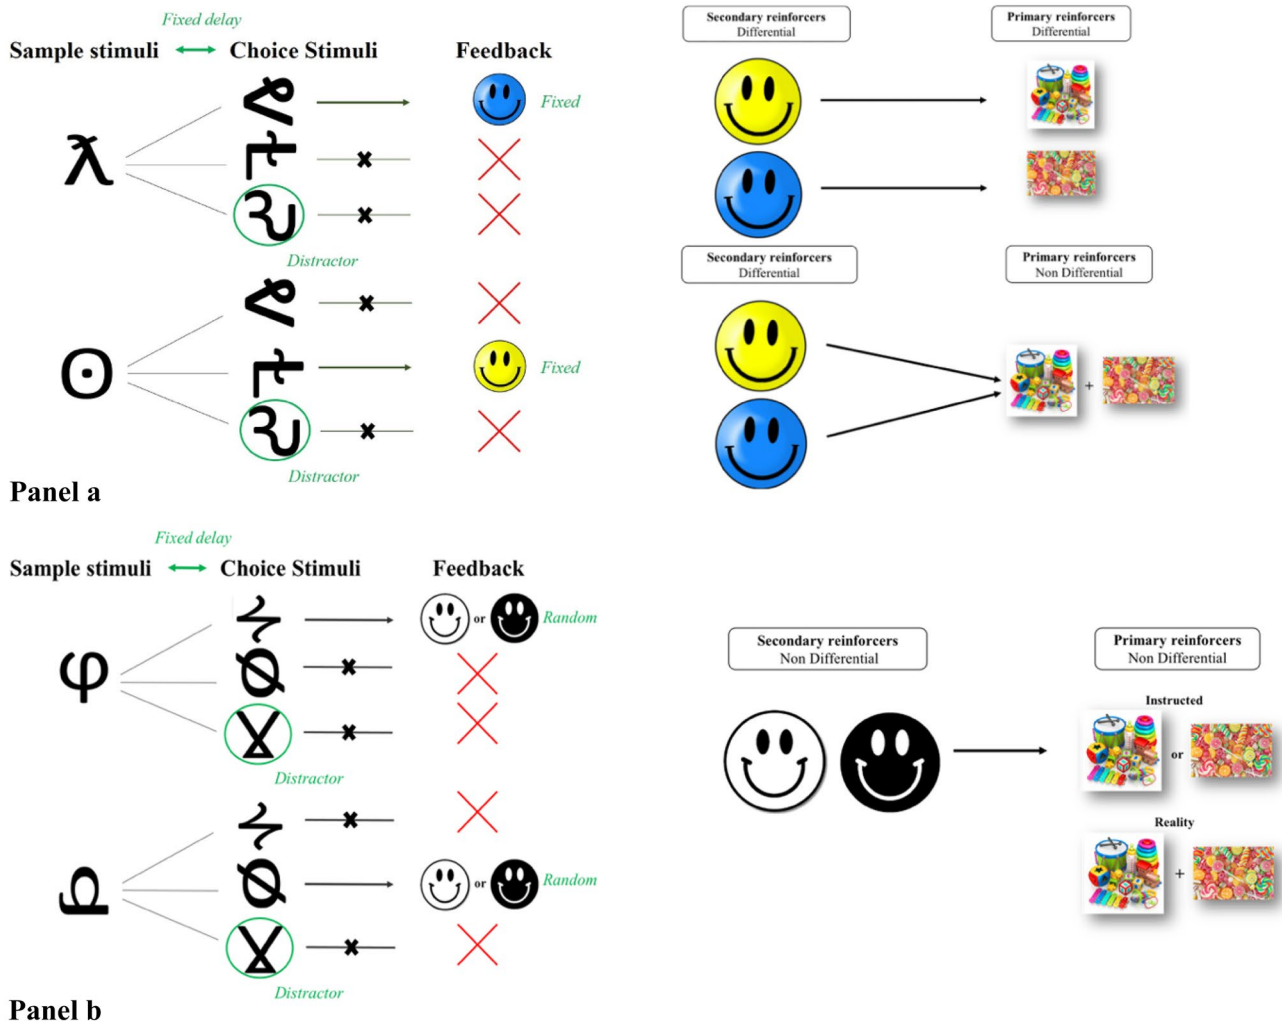 Fixed delay
Sample stimuli Choice Stimuli Feedback
Fixed
Distractor
Fixed
Distractor
Panel a
Secondary reinforcers
Differential
Primary reinforcers
Differential
Secondary reinforcers
Differential
Primary reinforcers
Non Differential
+
Fixed delay
Sample stimuli Choice Stimuli Feedback
φ
or
Random
Distractor
or
Random
Distractor
Panel b
Secondary reinforcers
Non Differential
Primary reinforcers
Non Differential
Instructed
or
Reality
+